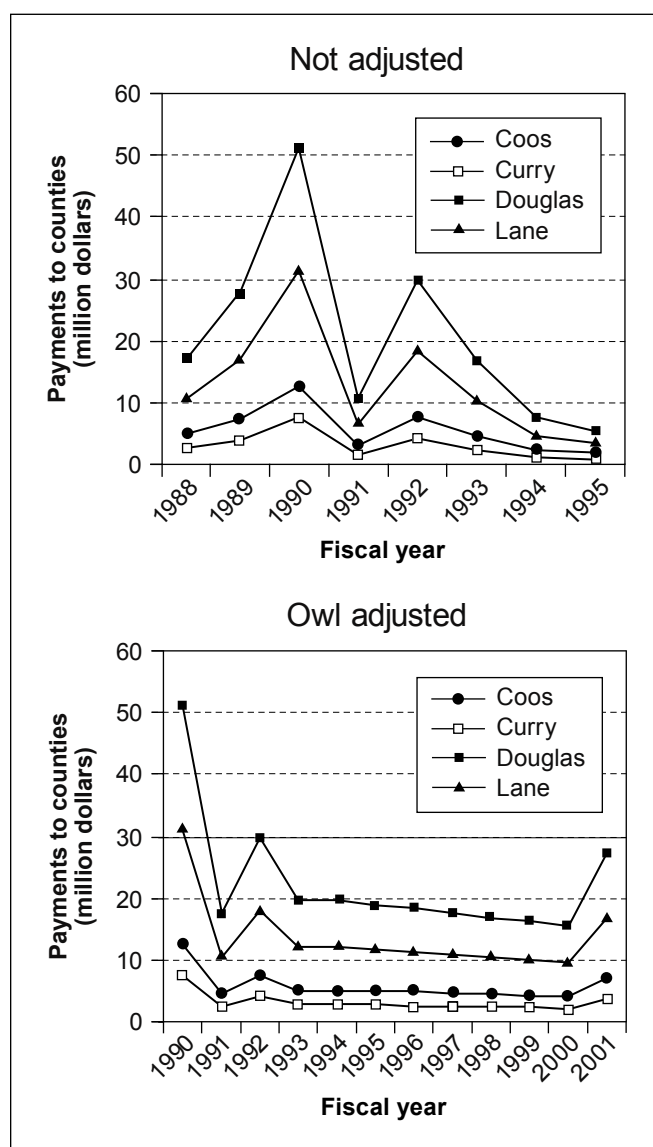 Not adjusted
60
50
40
30
20
10
0
Payments to counties
(million dollars)
Coos
Curry
Douglas
Lane
1988
1989
1990
1991
1992
1993
1994
1995
Fiscal year
Owl adjusted
60
50
40
30
20
10
0
Payments to counties
(million dollars)
Coos
Curry
Douglas
Lane
1990
1991
1992
1993
1994
1995
1996
1997
1998
1999
2000
2001
Fiscal year